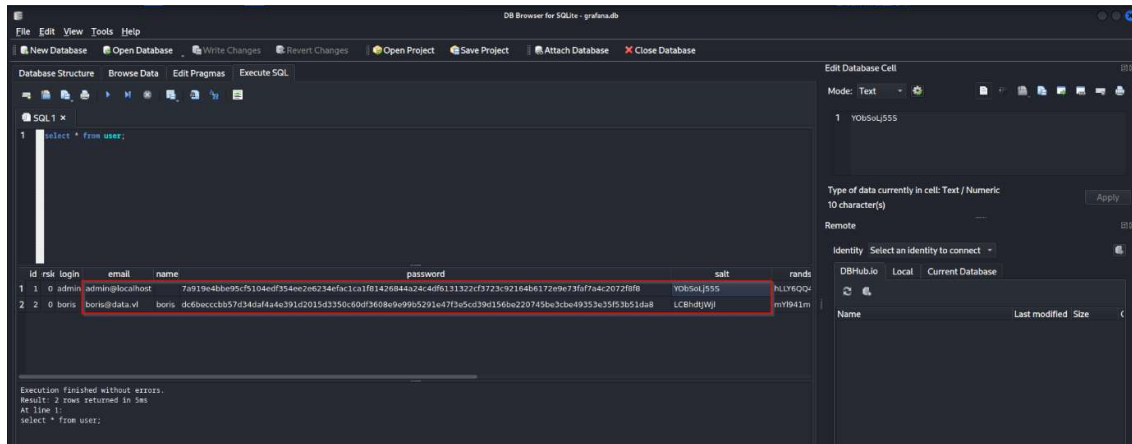 DB Browser for SQLite - grafana.db
File Edit View Tools Help
New Database Open Database Write Changes Revert Changes Open Project Save Project Attach Database Close Database
Database Structure Browse Data Edit Pragmas Execute SQL
SQL 1
1 select * from user;
id rsk login email name password salt rands
1 1 0 admin admin@localhost 7a919e4bbe95cf5104edf354ee2e6234efac1ca1f81426844a24c4df6131322cf3723c92164b6172e9e73faf7a4c2072f8f8 YObSoLj55S hLLY6QQ4
2 2 0 boris boris@data.vl boris dc6becccbb57d34daf4a4e391d2015d3350c60df3608e9e99b5291e47f3e5cd39d156be220745be3cbe49353e35f53b51da8 LCBhdtJWjl mYl941m
Execution finished without errors.
Result: 2 rows returned in 5ms
At line 1:
select * from user;
Edit Database Cell
Mode: Text
1 YObSoLj55S
Type of data currently in cell: Text / Numeric
10 character(s)
Apply
Remote
Identity Select an identity to connect
DBHub.io Local Current Database
Name Last modified Size